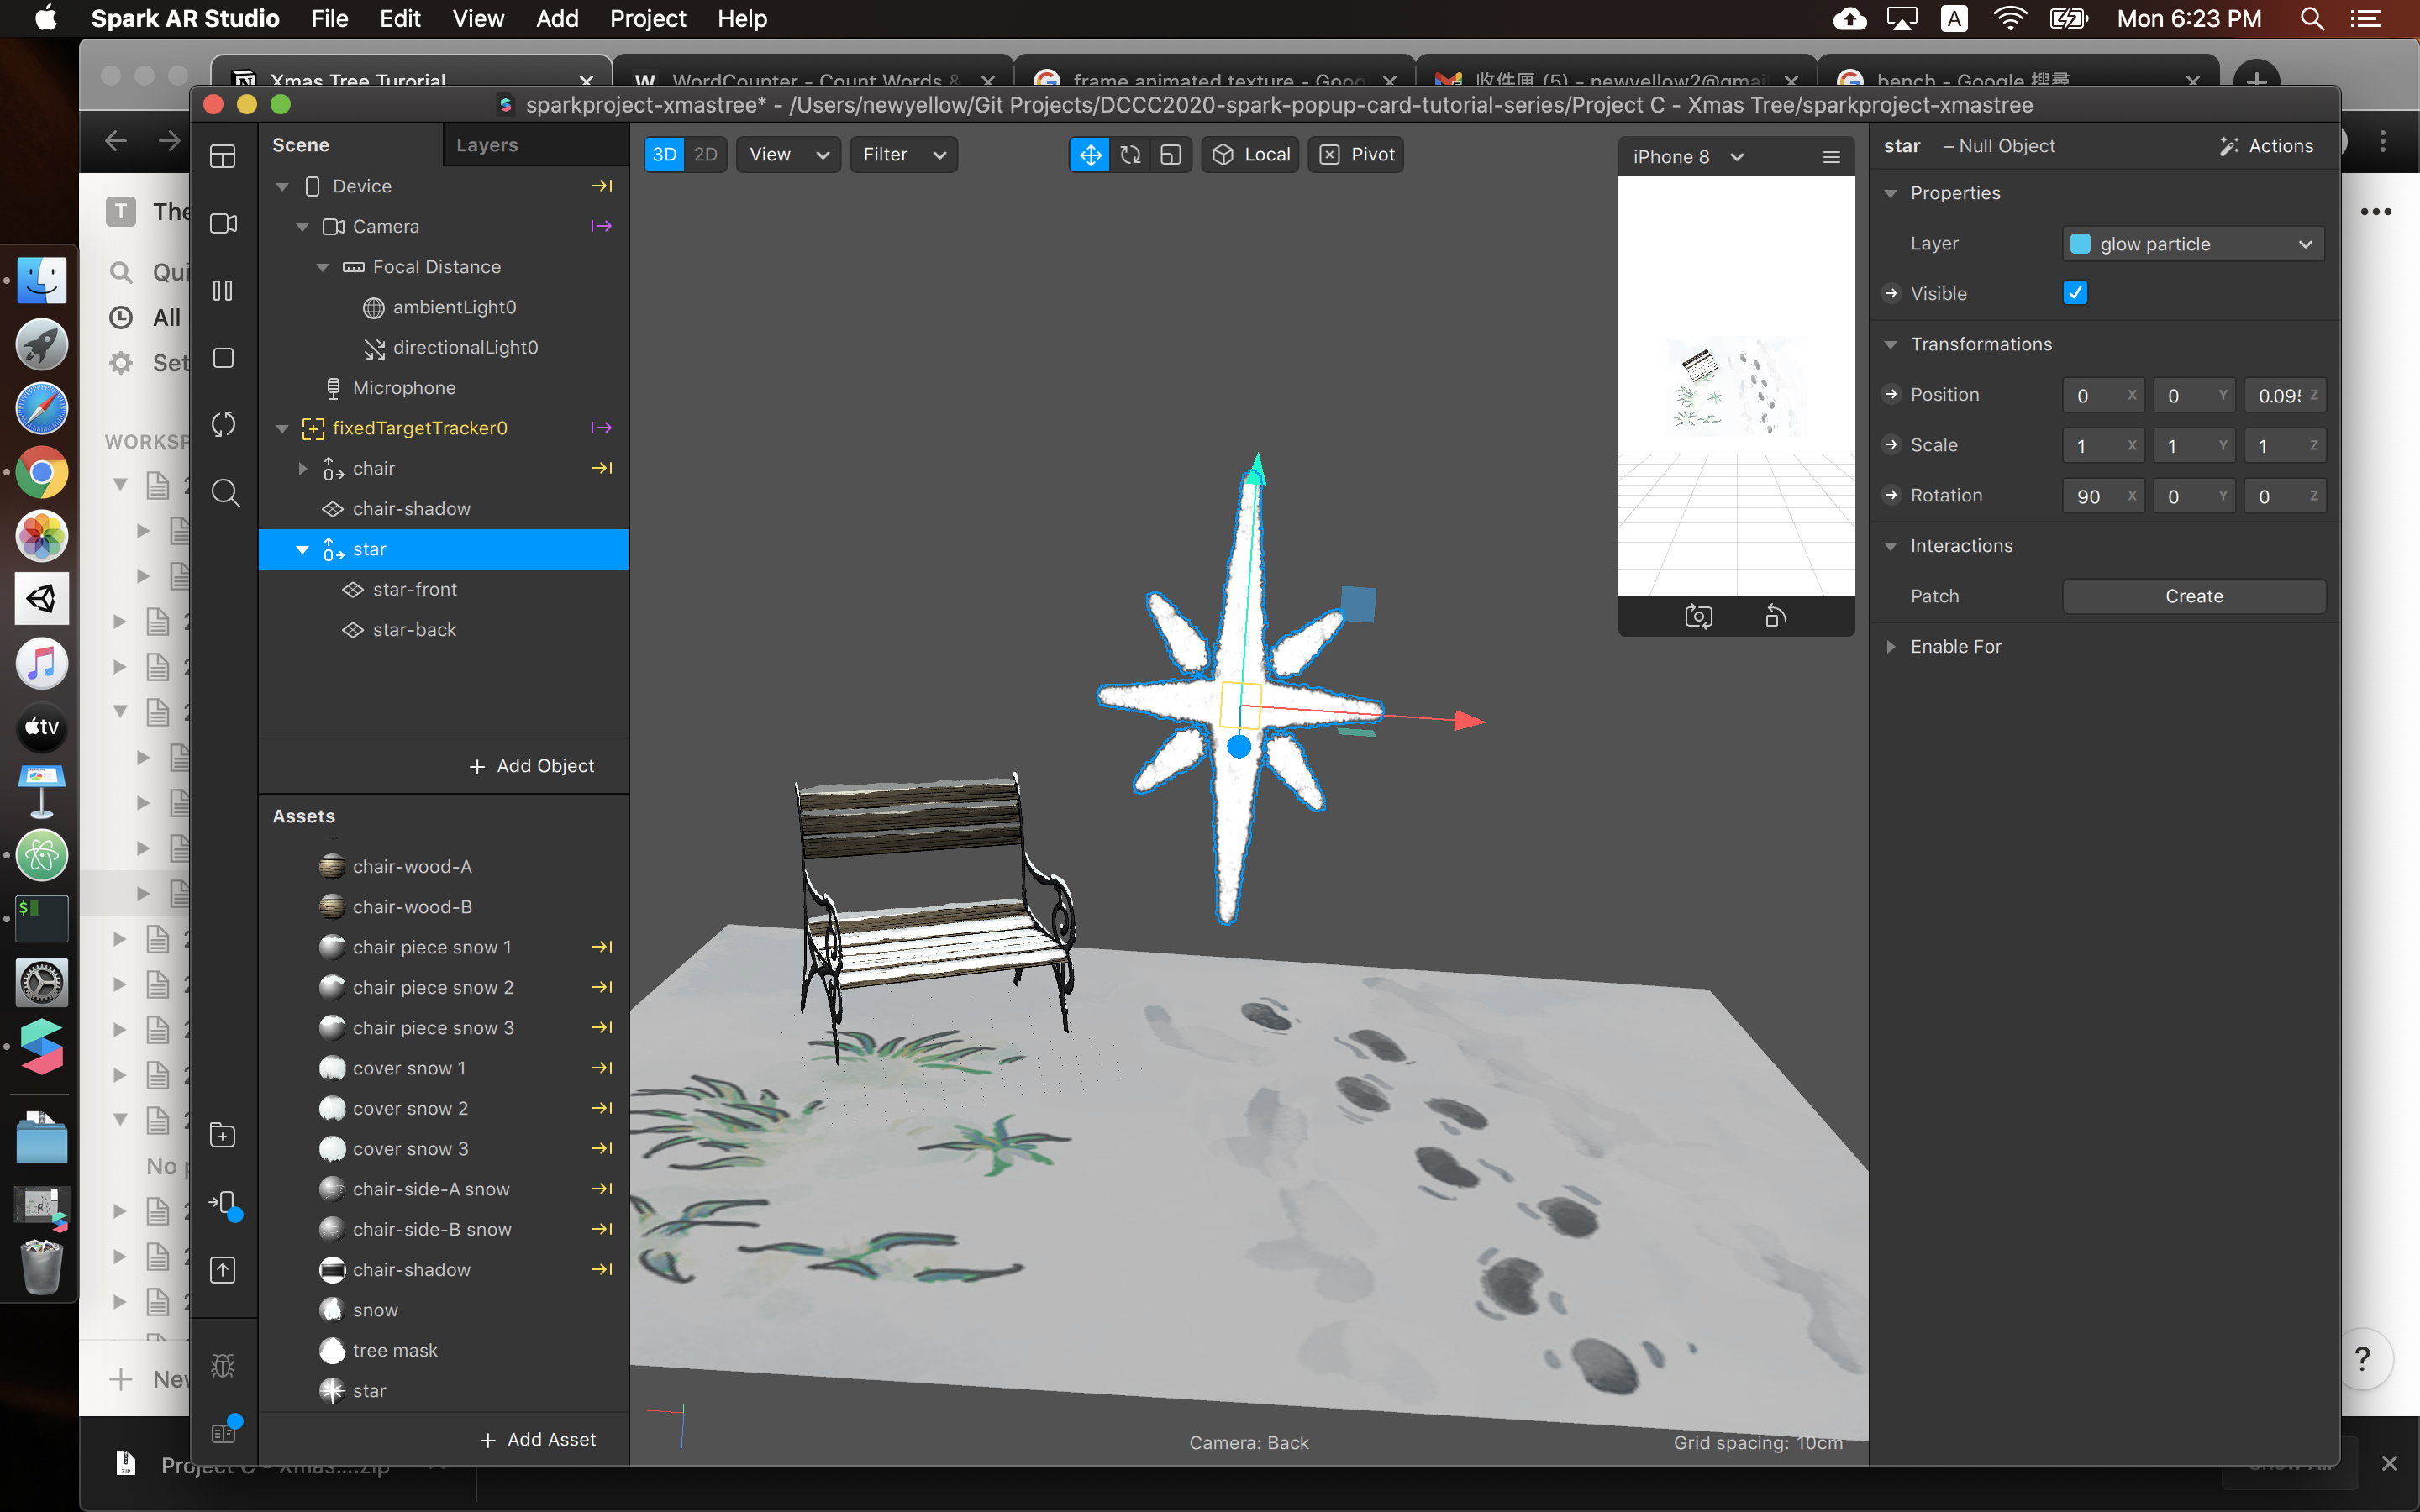 Spark AR Studio File Edit View Add Project Help
A Mon 6:23 PM
Xmas Tree Turorial
W WordCounter - Count Words &
frame animated texture - Goog
收件匣 (5) - newyellow2@gmai
bench - Google 搜尋
sparkproject-xmastree* - /Users/newyellow/Git Projects/DCCC2020-spark-popup-card-tutorial-series/Project C - Xmas Tree/sparkproject-xmastree
T The
Qui
All
Set
WORKSP
No p
New
Scene Layers
Device
Camera
Focal Distance
ambientLight0
directionalLight0
Microphone
fixedTargetTracker0
chair
chair-shadow
star
star-front
star-back
+ Add Object
Assets
chair-wood-A
chair-wood-B
chair piece snow 1
chair piece snow 2
chair piece snow 3
cover snow 1
cover snow 2
cover snow 3
chair-side-A snow
chair-side-B snow
chair-shadow
snow
tree mask
star
+ Add Asset
3D 2D View Filter Local Pivot
iPhone 8
Camera: Back
Grid spacing: 10cm
star – Null Object Actions
Properties
Layer glow particle
Visible
Transformations
Position 0 X 0 Y 0.095 Z
Scale 1 X 1 Y 1 Z
Rotation 90 X 0 Y 0 Z
Interactions
Patch Create
Enable For
?
tv
$
ZIP
Project C - Xmas....zip